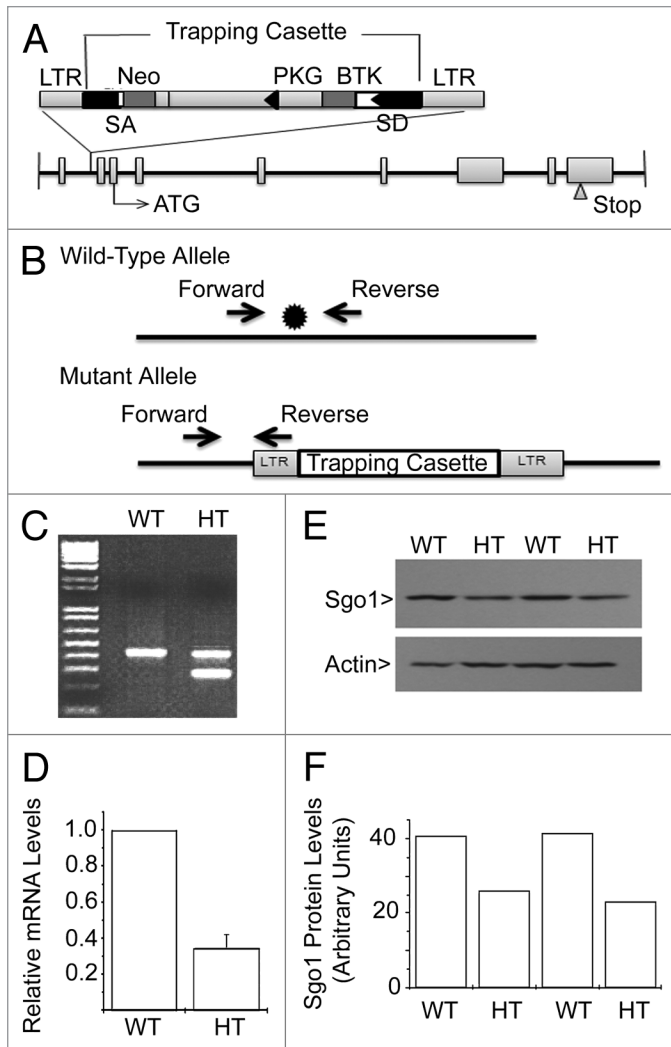 A
Trapping Casette
LTR Neo PKG BTK LTR
SA SD
ATG
Stop
B
Wild-Type Allele
Forward Reverse
Mutant Allele
Forward Reverse
LTR Trapping Casette LTR
C
WT HT
E
WT HT WT HT
Sgo1>
Actin>
D
Relative mRNA Levels
1.0
0.8
0.6
0.4
0.2
WT HT
F
Sgo1 Protein Levels
(Arbitrary Units)
40
20
0
WT HT WT HT